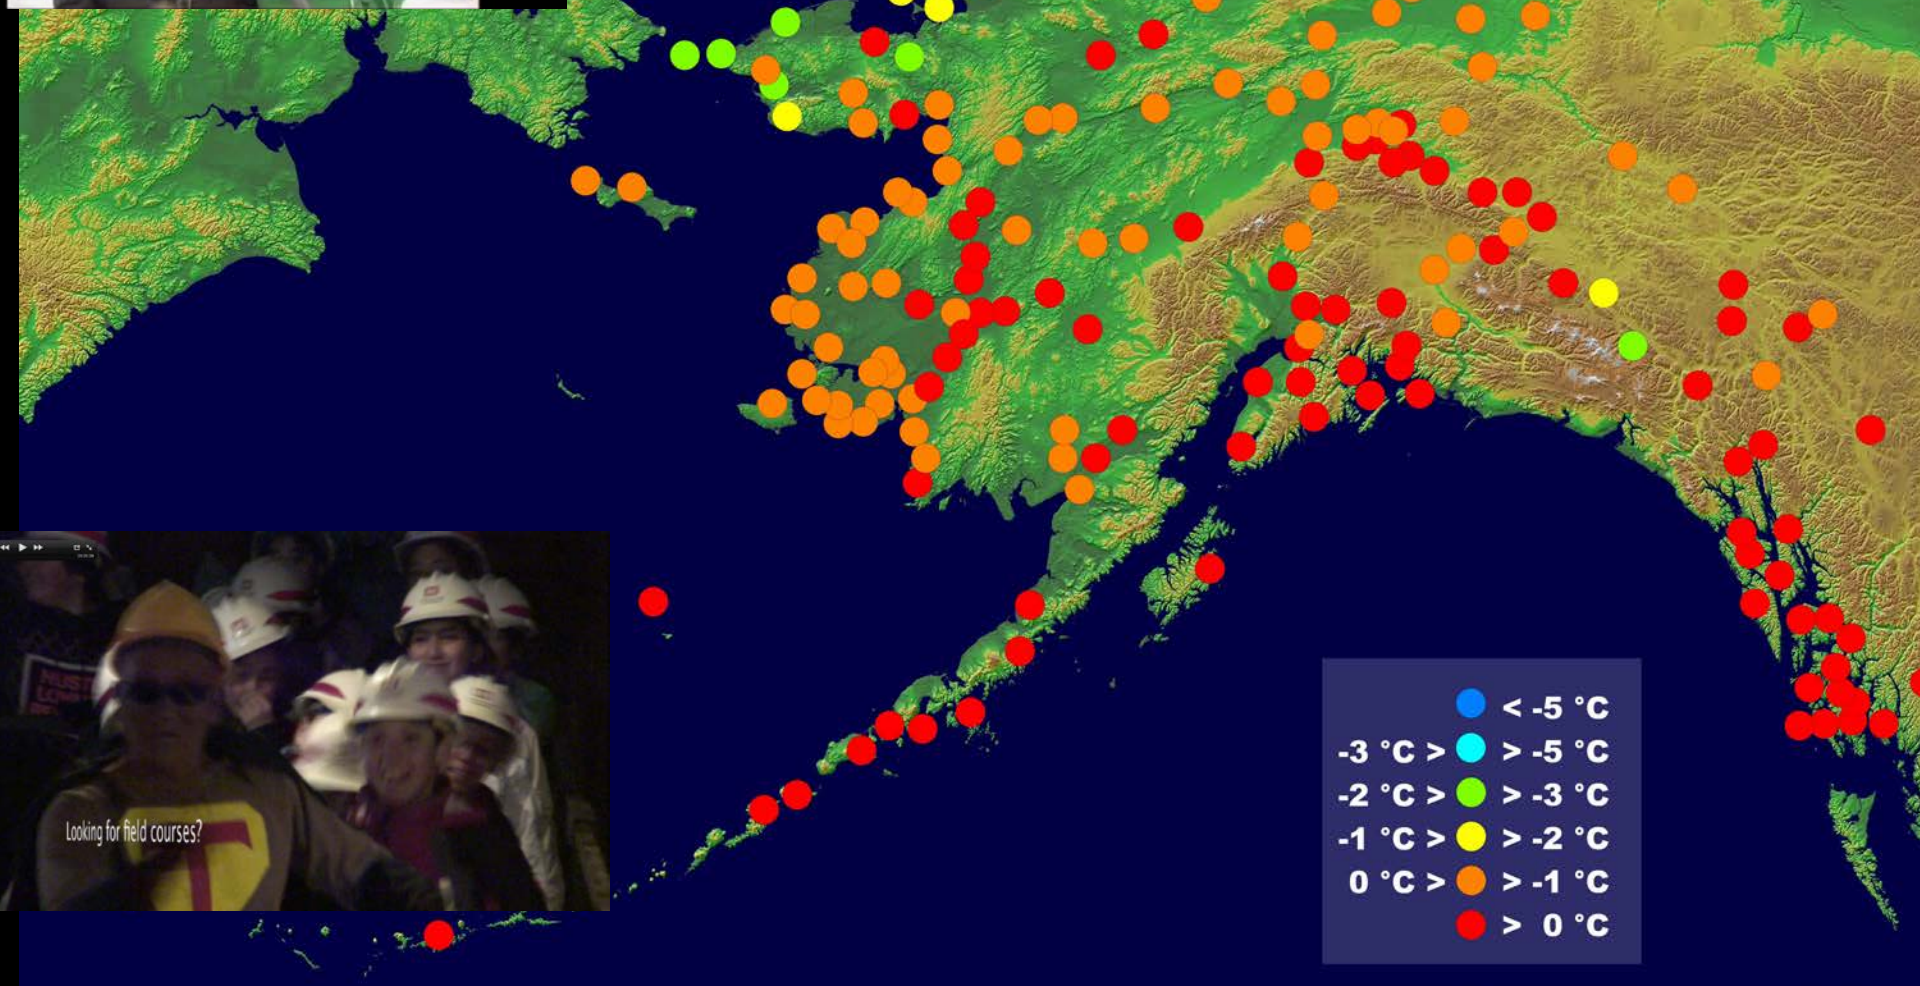 Looking for field courses?
< -5 °C
-3 °C > > -5 °C
-2 °C > > -3 °C
-1 °C > > -2 °C
0 °C > > -1 °C
> 0 °C